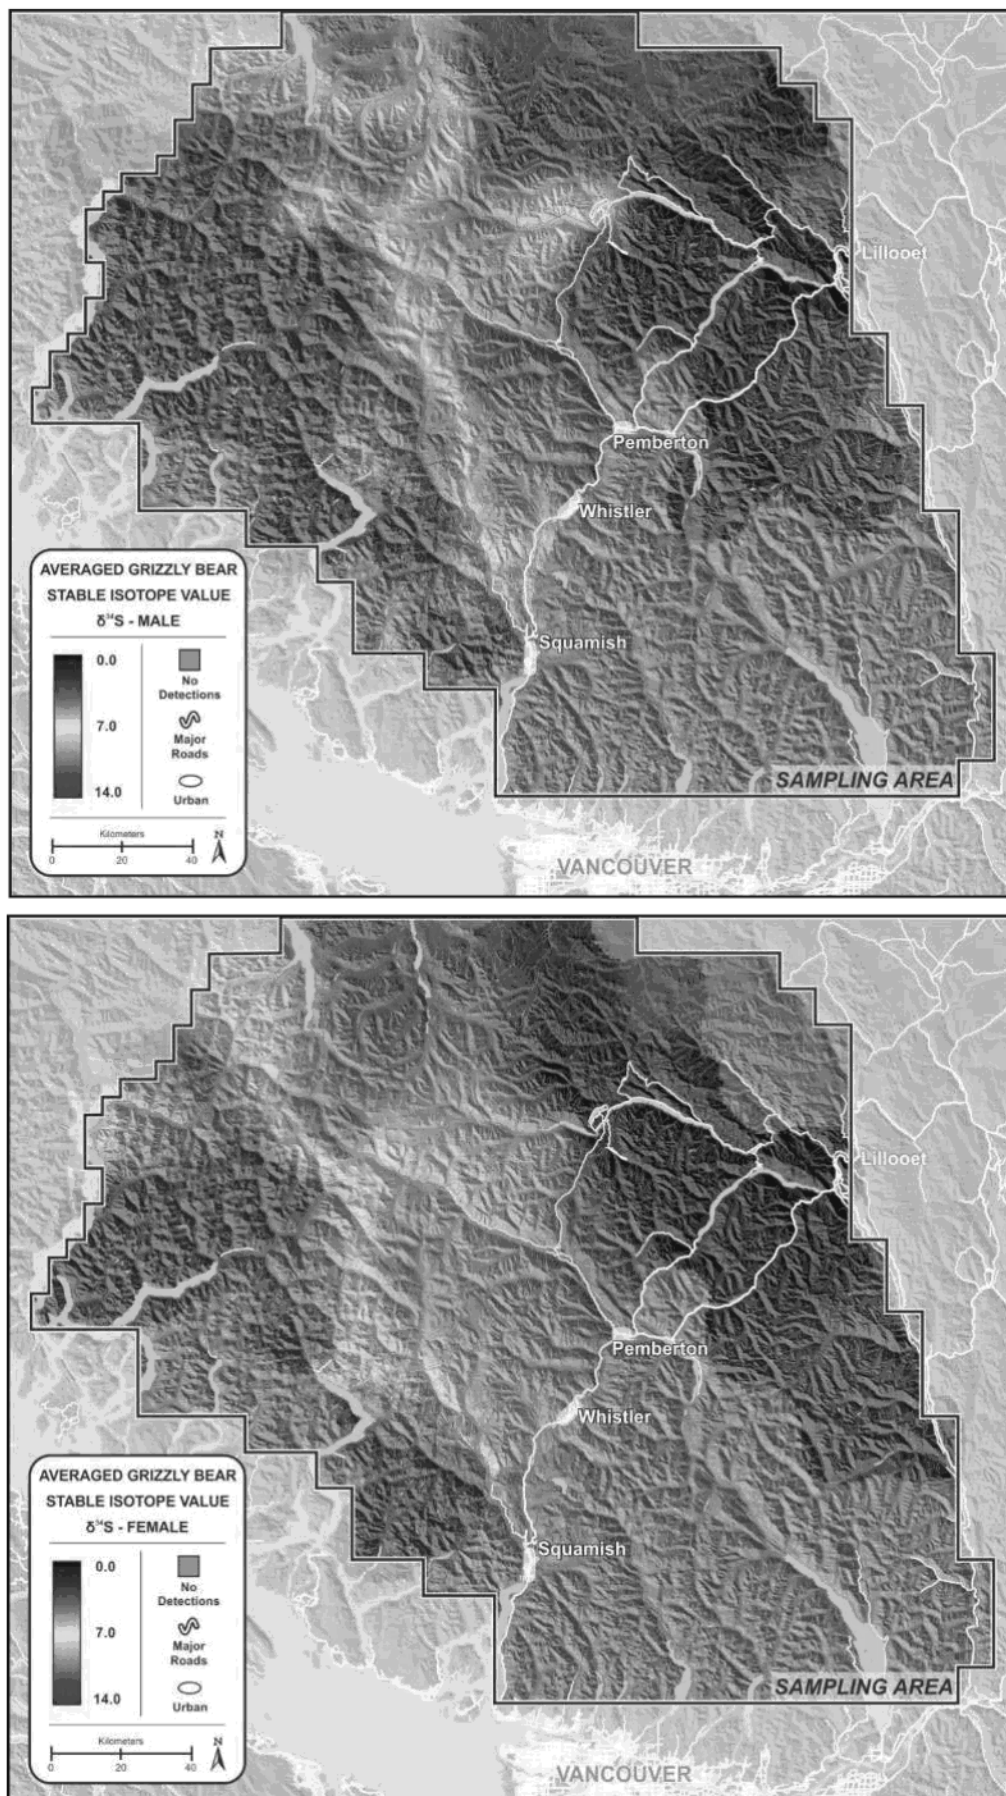 Lillooet
Pemberton
Whistler
Squamish
AVERAGED GRIZZLY BEAR
STABLE ISOTOPE VALUE
δ³⁴S - MALE
0.0
7.0
14.0
No
Detections
Major
Roads
Urban
Kilometers
0 20 40
N
SAMPLING AREA
VANCOUVER
Lillooet
Pemberton
Whistler
Squamish
AVERAGED GRIZZLY BEAR
STABLE ISOTOPE VALUE
δ³⁴S - FEMALE
0.0
7.0
14.0
No
Detections
Major
Roads
Urban
Kilometers
0 20 40
N
SAMPLING AREA
VANCOUVER